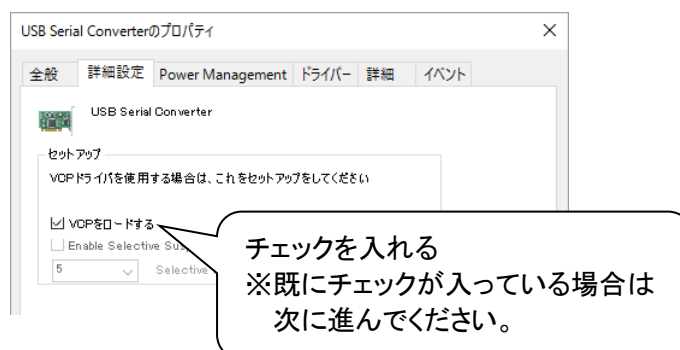 USB Serial Converterのプロパティ
全般 詳細設定 Power Management ドライバー 詳細 イベント
USB Serial Converter
セットアップ
VCPドライバを使用する場合は、これをセットアップをしてください
VCPをロードする
Enable Selective
5 Selective
チェックを入れる
※既にチェックが入っている場合は
次に進んでください。